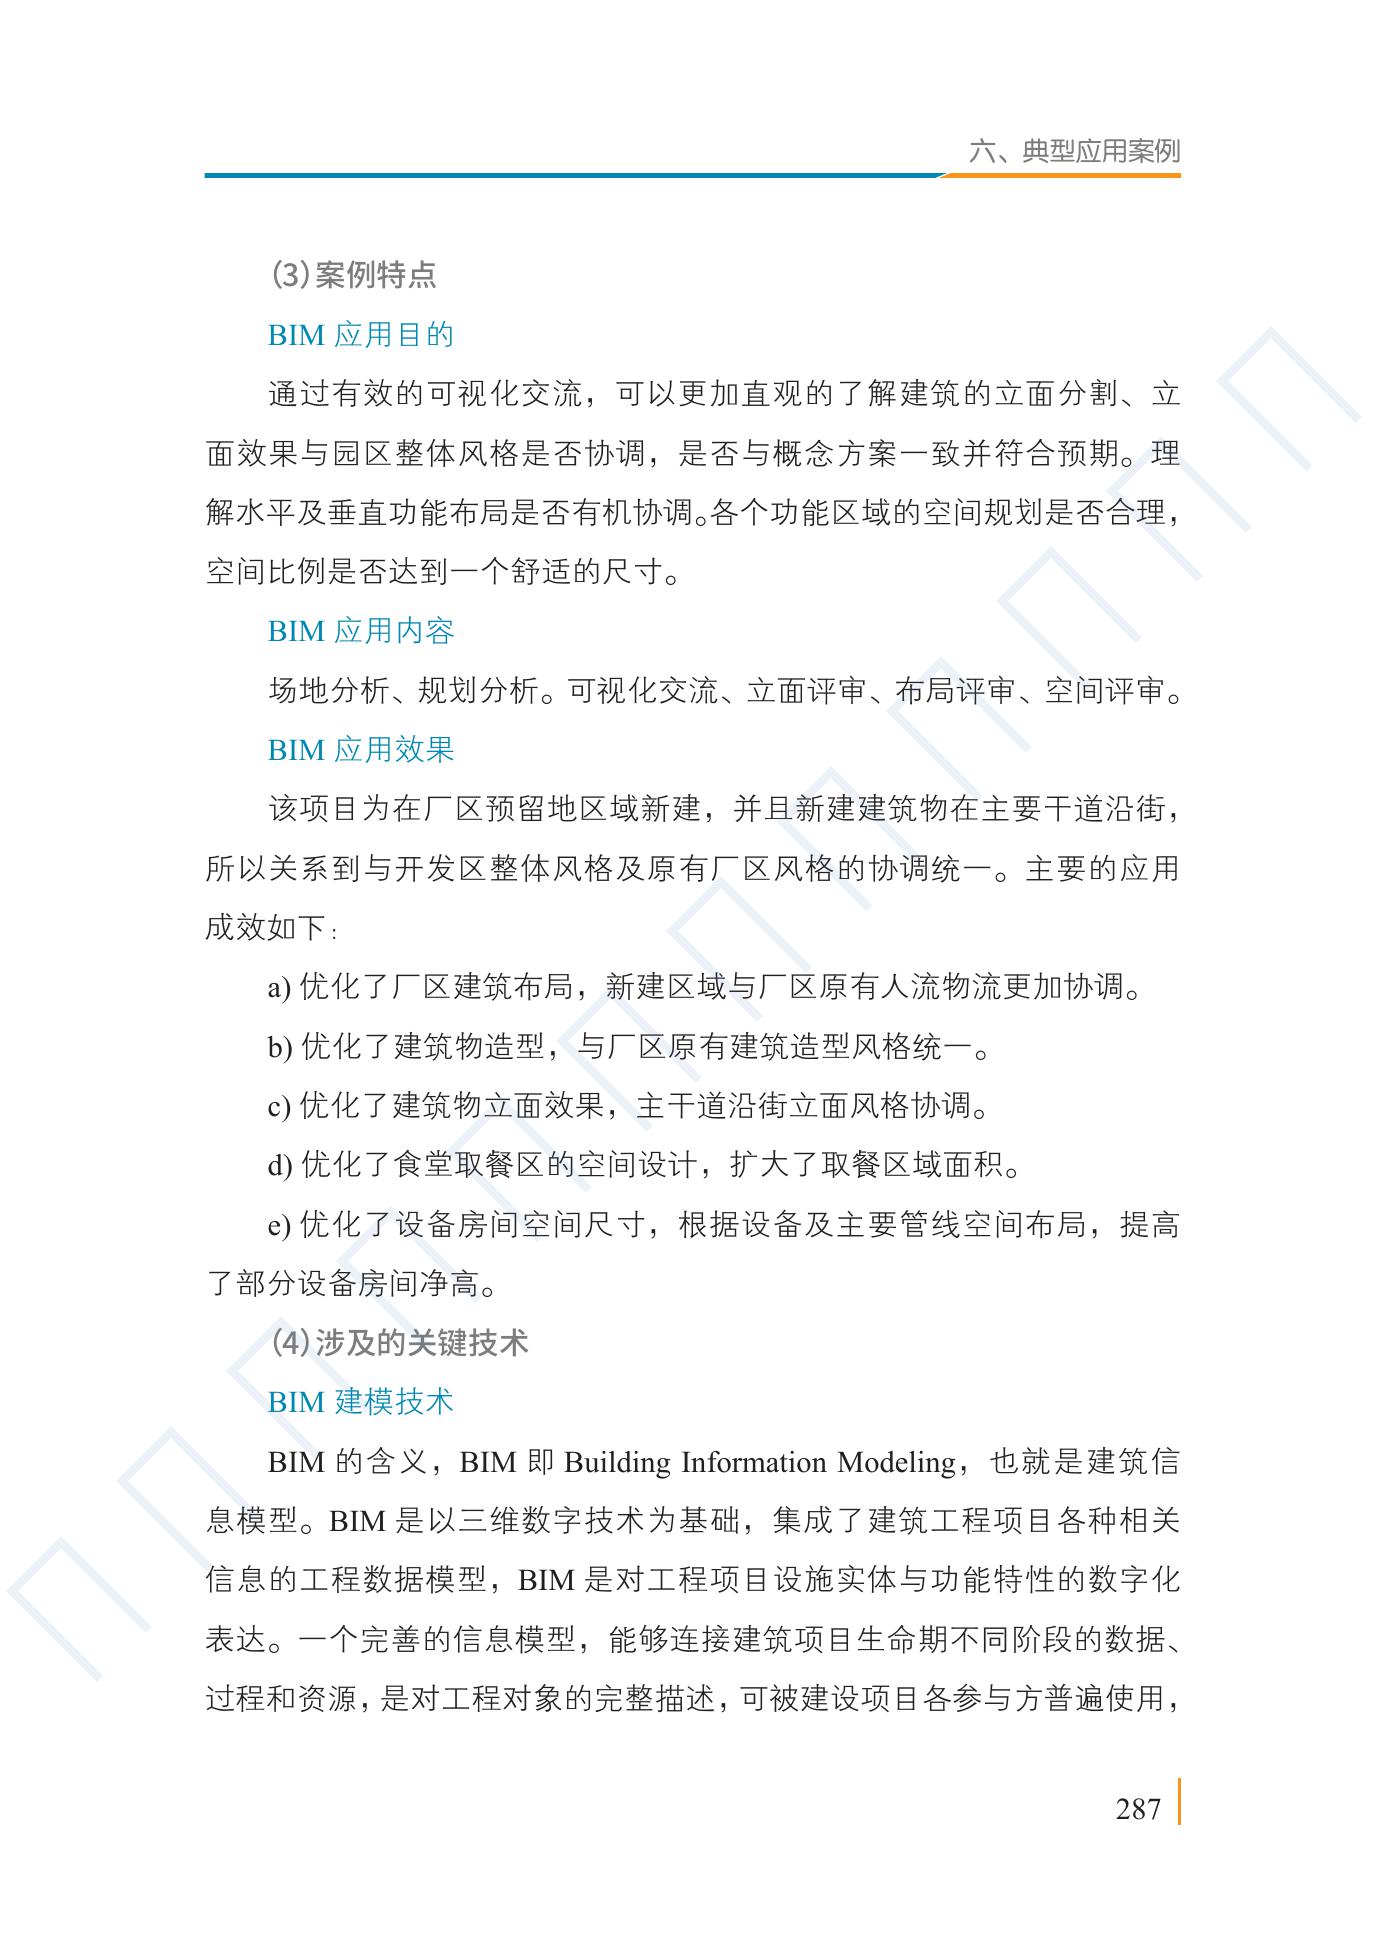 六、典型应用案例
（3）案例特点
BIM 应用目的
通过有效的可视化交流，可以更加直观的了解建筑的立面分割、立
面效果与园区整体风格是否协调，是否与概念方案一致并符合预期。理
解水平及垂直功能布局是否有机协调。各个功能区域的空间规划是否合理，
空间比例是否达到一个舒适的尺寸。
BIM 应用内容
场地分析、规划分析。可视化交流、立面评审、布局评审、空间评审。
BIM 应用效果
该项目为在厂区预留地区域新建，并且新建建筑物在主要干道沿街，
所以关系到与开发区整体风格及原有厂区风格的协调统一。主要的应用
成效如下：
a) 优化了厂区建筑布局，新建区域与厂区原有人流物流更加协调。
b) 优化了建筑物造型，与厂区原有建筑造型风格统一。
c) 优化了建筑物立面效果，主干道沿街立面风格协调。
d) 优化了食堂取餐区的空间设计，扩大了取餐区域面积。
e) 优化了设备房间空间尺寸，根据设备及主要管线空间布局，提高
了部分设备房间净高。
（4）涉及的关键技术
BIM 建模技术
BIM 的含义，BIM 即 Building Information Modeling，也就是建筑信
息模型。BIM 是以三维数字技术为基础，集成了建筑工程项目各种相关
信息的工程数据模型，BIM 是对工程项目设施实体与功能特性的数字化
表达。一个完善的信息模型，能够连接建筑项目生命期不同阶段的数据、
过程和资源，是对工程对象的完整描述，可被建设项目各参与方普遍使用，
287